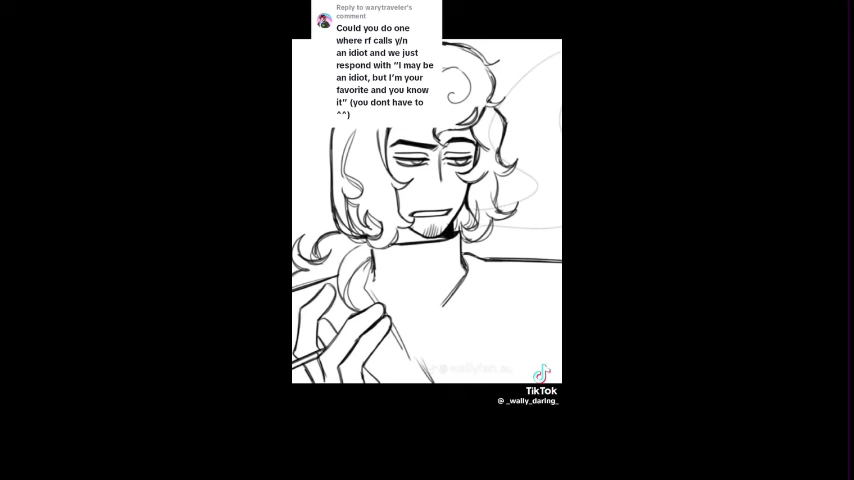 Reply to warytraveler's
comment
Could you do one
where rf calls y/n
an idiot and we just
respond with "I may be
an idiot, but I'm your
favorite and you know
it" (you dont have to
^^)
TikTok
@ _wally_daring_